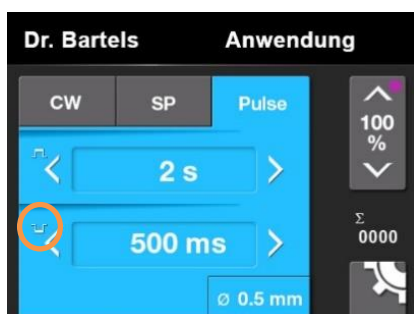 Dr. Bartels Anwendung
CW SP Pulse
100
%
2 s
Σ
0000
500 ms
ø 0.5 mm